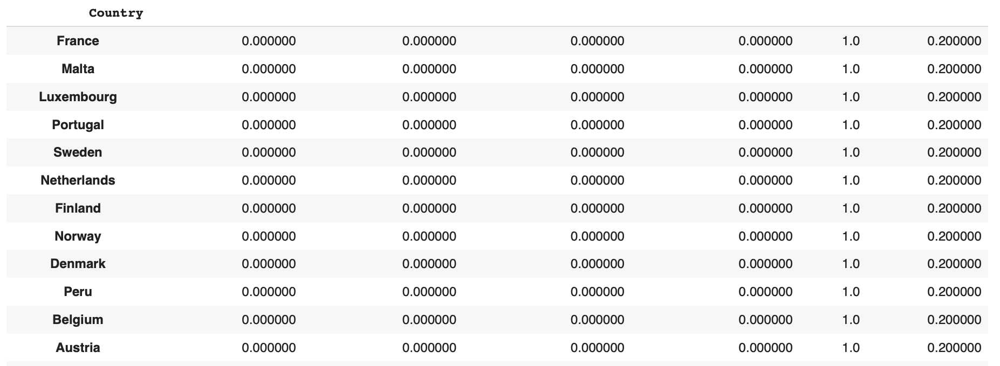 Country
France 0.000000 0.000000 0.000000 0.000000 1.0 0.200000
Malta 0.000000 0.000000 0.000000 0.000000 1.0 0.200000
Luxembourg 0.000000 0.000000 0.000000 0.000000 1.0 0.200000
Portugal 0.000000 0.000000 0.000000 0.000000 1.0 0.200000
Sweden 0.000000 0.000000 0.000000 0.000000 1.0 0.200000
Netherlands 0.000000 0.000000 0.000000 0.000000 1.0 0.200000
Finland 0.000000 0.000000 0.000000 0.000000 1.0 0.200000
Norway 0.000000 0.000000 0.000000 0.000000 1.0 0.200000
Denmark 0.000000 0.000000 0.000000 0.000000 1.0 0.200000
Peru 0.000000 0.000000 0.000000 0.000000 1.0 0.200000
Belgium 0.000000 0.000000 0.000000 0.000000 1.0 0.200000
Austria 0.000000 0.000000 0.000000 0.000000 1.0 0.200000